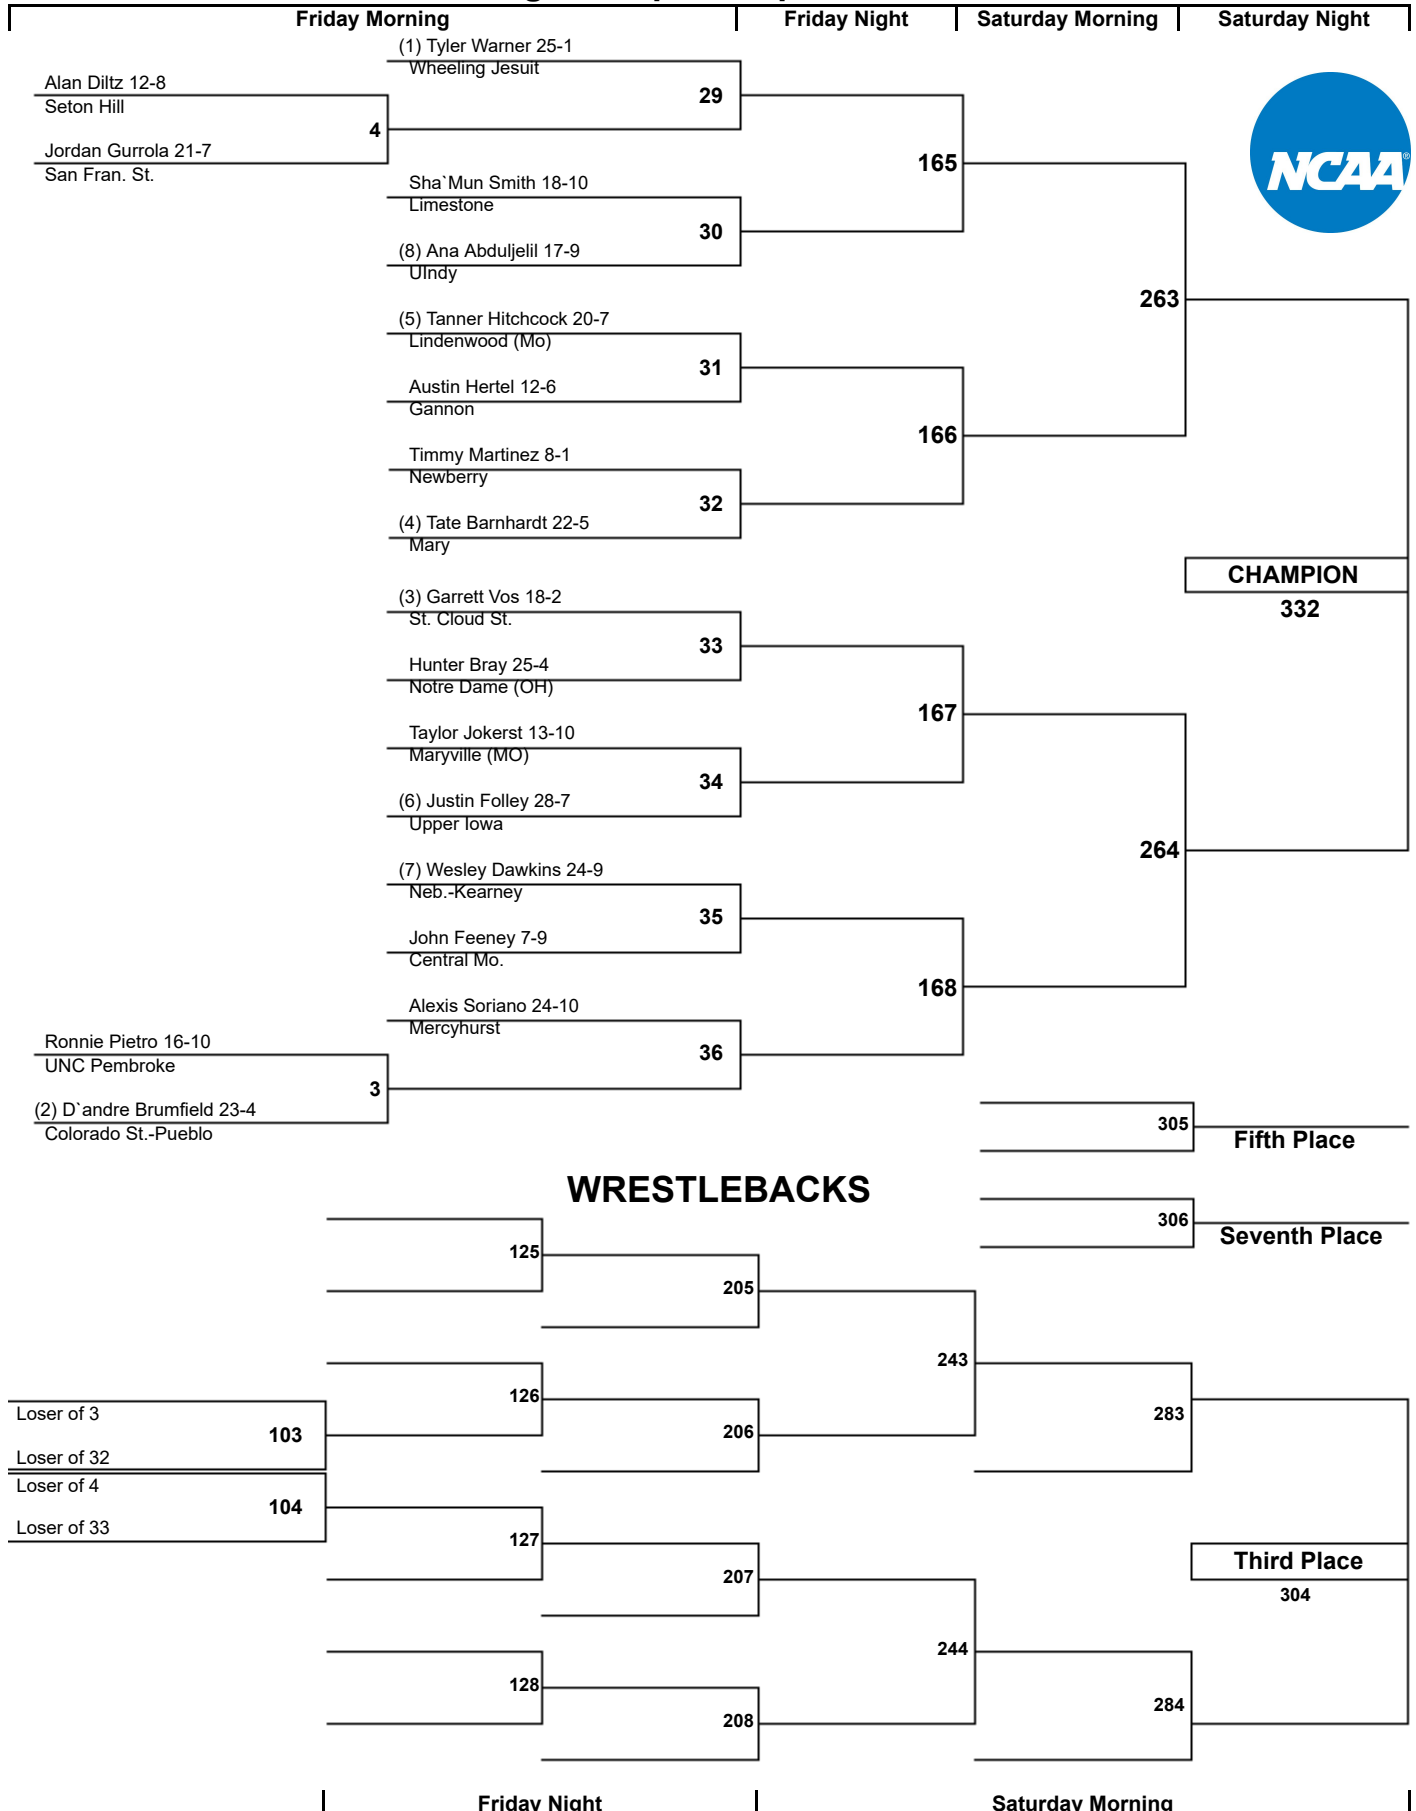 Friday Morning Friday Night Saturday Morning Saturday Night
(1) Tyler Warner 25-1
Wheeling Jesuit
Alan Diltz 12-8
Seton Hill
29
4
Jordan Gurrola 21-7
San Fran. St.
165
NCAA®
Sha`Mun Smith 18-10
Limestone
30
(8) Ana Abduljelil 17-9
UIndy
263
(5) Tanner Hitchcock 20-7
Lindenwood (Mo)
31
Austin Hertel 12-6
Gannon
166
Timmy Martinez 8-1
Newberry
32
(4) Tate Barnhardt 22-5
Mary
CHAMPION
332
(3) Garrett Vos 18-2
St. Cloud St.
33
Hunter Bray 25-4
Notre Dame (OH)
167
Taylor Jokerst 13-10
Maryville (MO)
34
(6) Justin Folley 28-7
Upper Iowa
264
(7) Wesley Dawkins 24-9
Neb.-Kearney
35
John Feeney 7-9
Central Mo.
168
Alexis Soriano 24-10
Mercyhurst
Ronnie Pietro 16-10
UNC Pembroke
36
3
(2) D`andre Brumfield 23-4
Colorado St.-Pueblo
305
Fifth Place
WRESTLEBACKS
306
Seventh Place
125
205
243
126
Loser of 3
283
103
206
Loser of 32
Loser of 4
104
Loser of 33
127
Third Place
207
304
244
128
284
208
Friday Night Saturday Morning